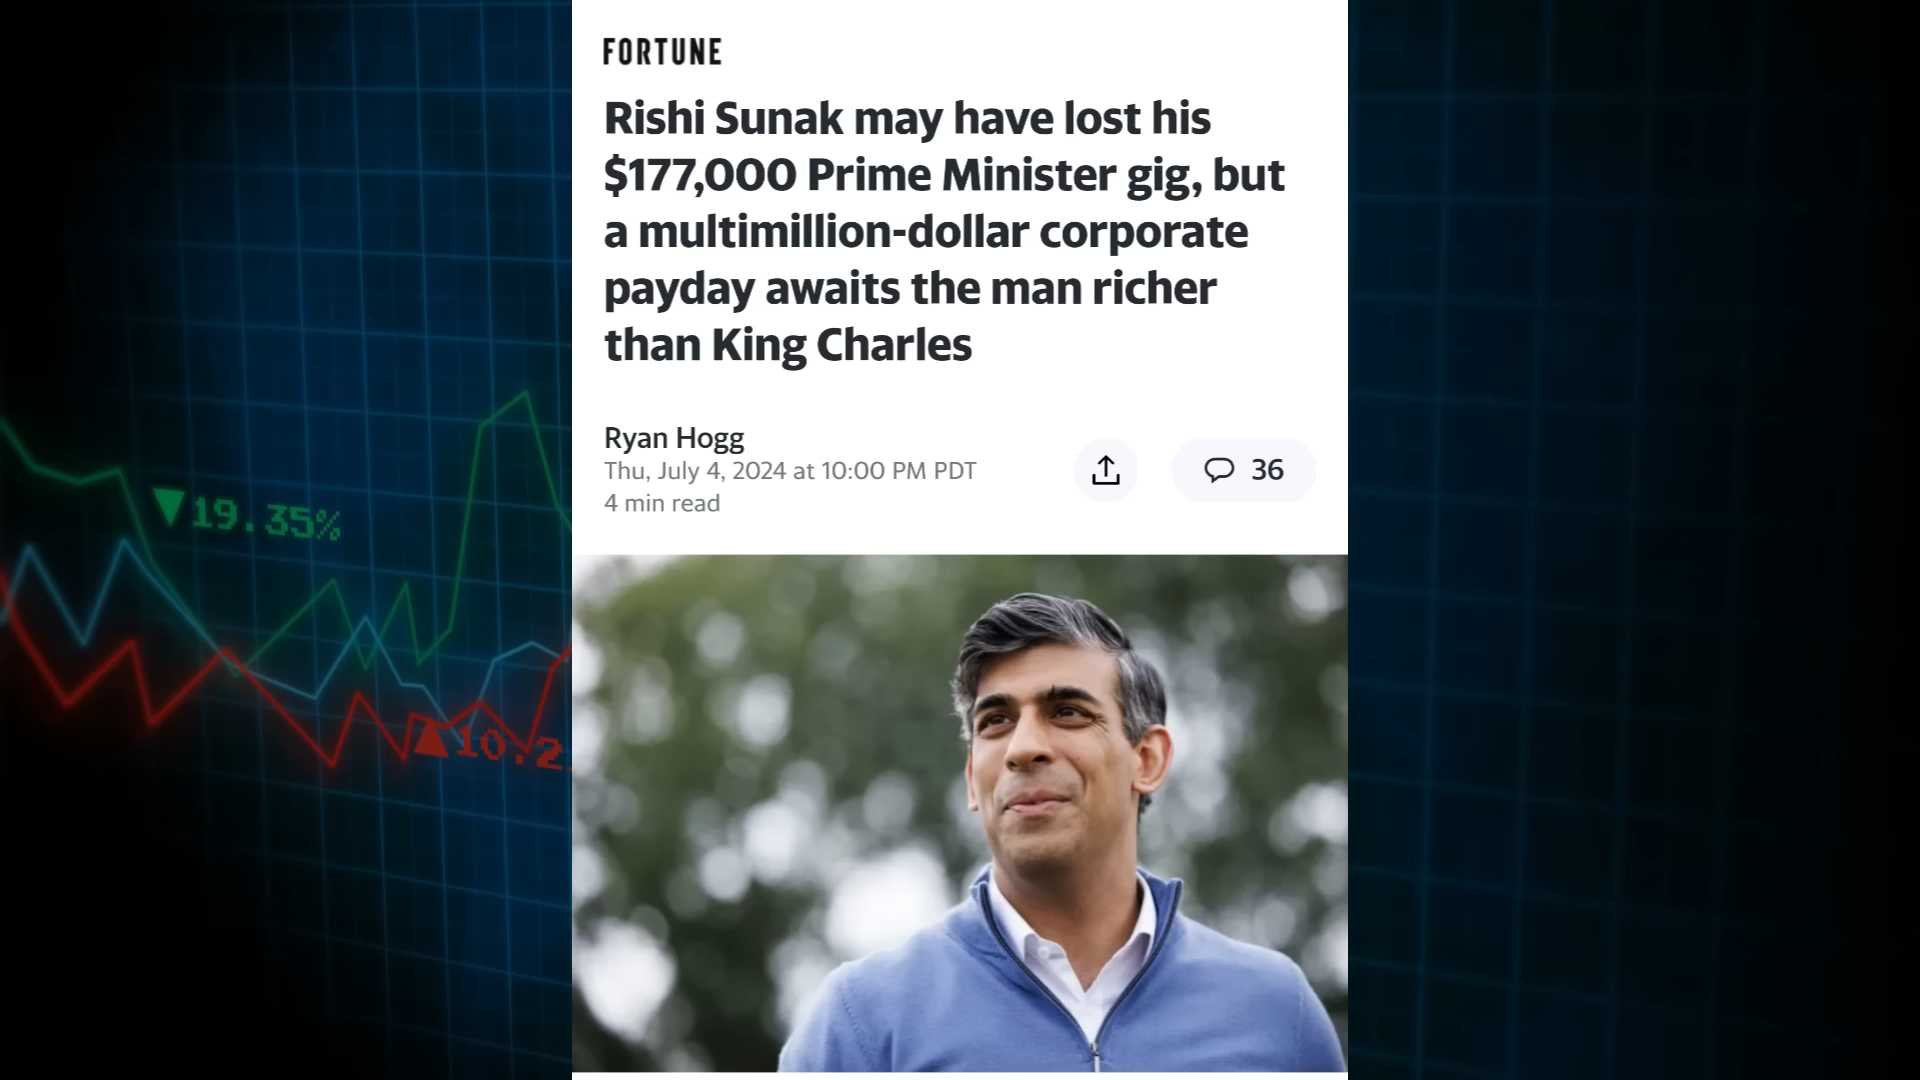 FORTUNE
Rishi Sunak may have lost his
$177,000 Prime Minister gig, but
a multimillion-dollar corporate
payday awaits the man richer
than King Charles
Ryan Hogg
Thu, July 4, 2024 at 10:00 PM PDT
4 min read
36
▼19.35%
▲10.2